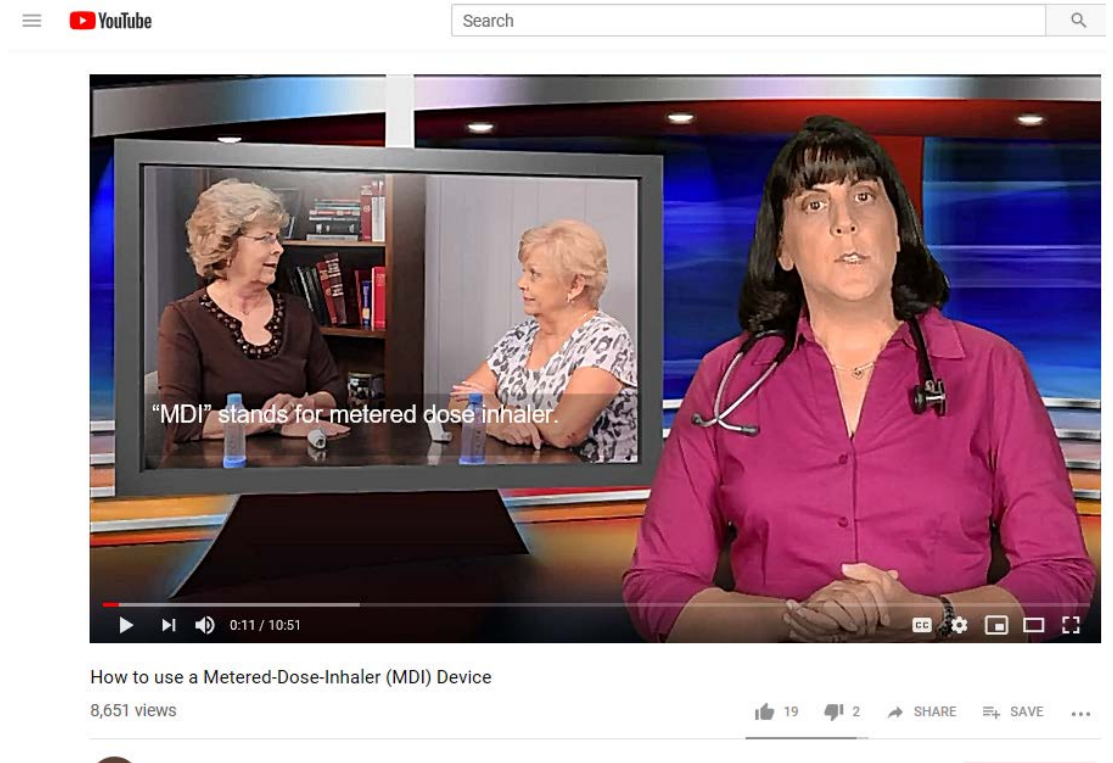 YouTube
Search
“MDI” stands for metered dose inhaler.
0:11 / 10:51
CC
How to use a Metered-Dose-Inhaler (MDI) Device
8,651 views
19 2 SHARE SAVE